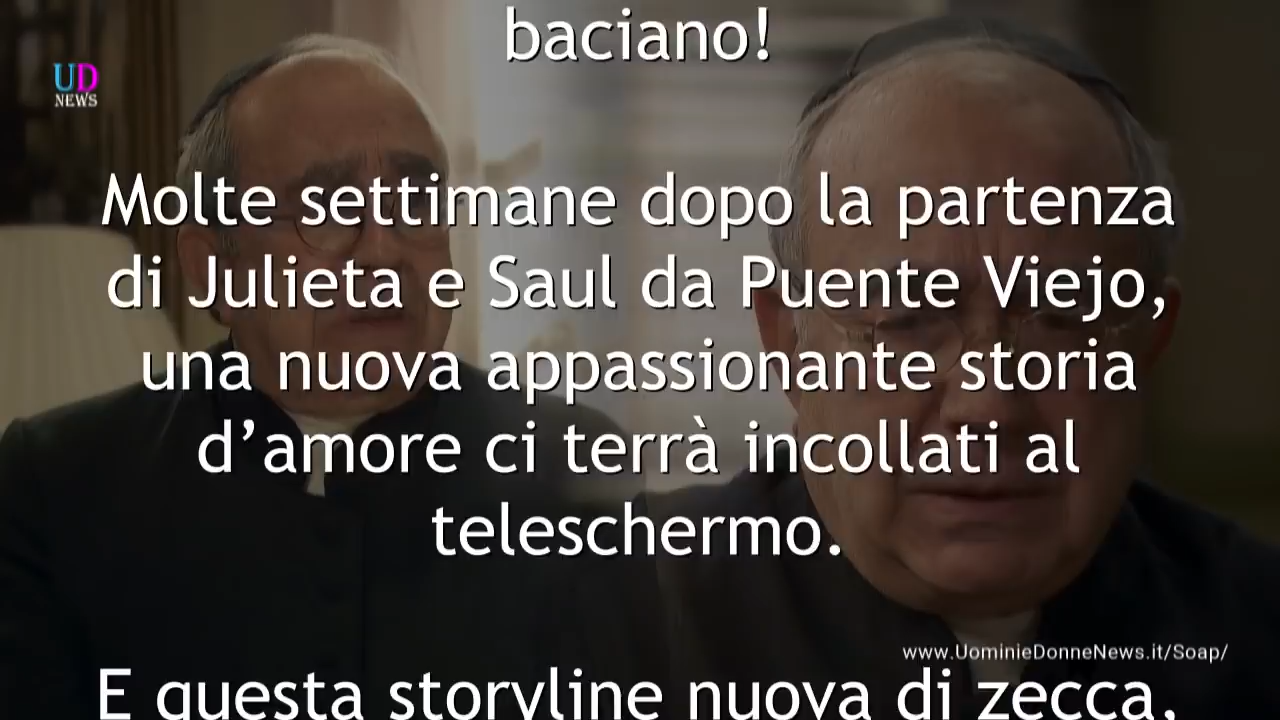 baciano!
UD
NEWS
Molte settimane dopo la partenza
di Julieta e Saul da Puente Viejo,
una nuova appassionante storia
d’amore ci terrà incollati al
teleschermo.
www.UominieDonneNews.it/Soap/
E questa storyline nuova di zecca,